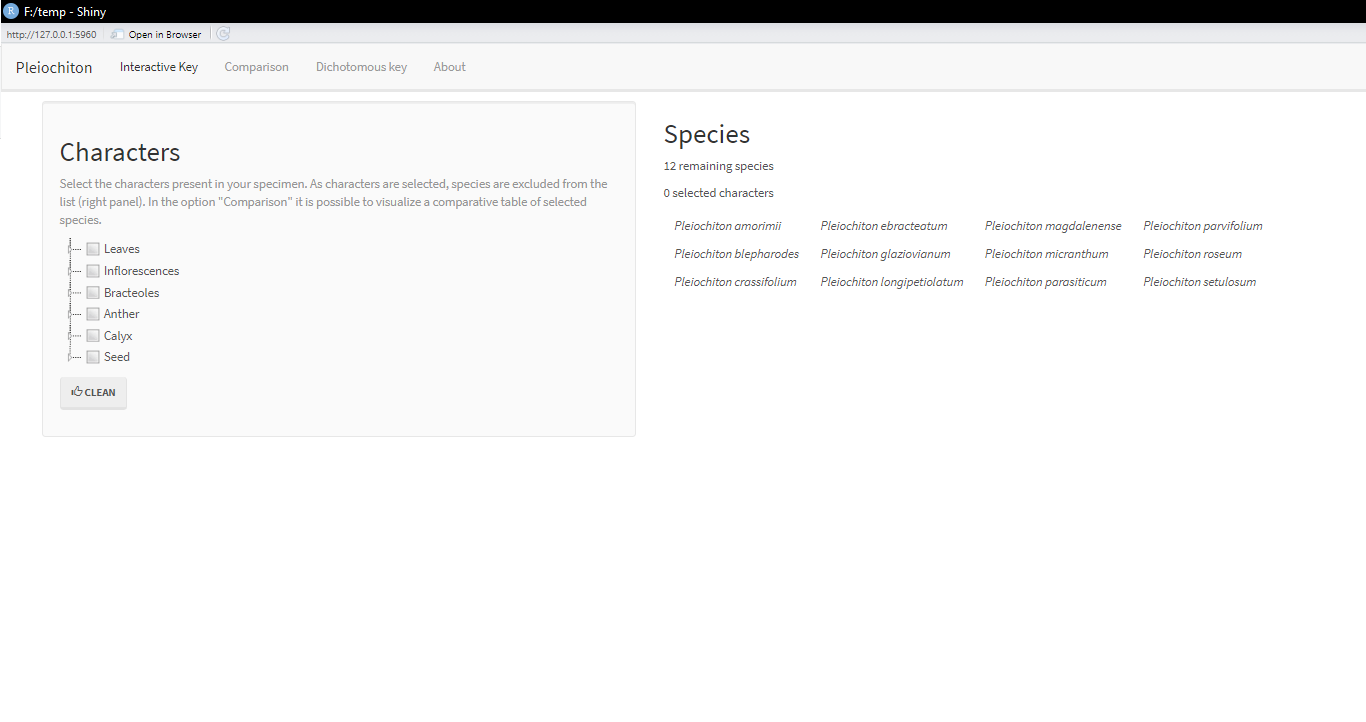 F:/temp - Shiny
http://127.0.0.1:5960 Open in Browser
Pleiochiton Interactive Key Comparison Dichotomous key About
Characters
Select the characters present in your specimen. As characters are selected, species are excluded from the
list (right panel). In the option "Comparison" it is possible to visualize a comparative table of selected
species.
Leaves
Inflorescences
Bracteoles
Anther
Calyx
Seed
CLEAN
Species
12 remaining species
0 selected characters
Pleiochiton amorimii Pleiochiton ebracteatum Pleiochiton magdalenense Pleiochiton parvifolium
Pleiochiton blepharodes Pleiochiton glaziovianum Pleiochiton micranthum Pleiochiton roseum
Pleiochiton crassifolium Pleiochiton longipetiolatum Pleiochiton parasiticum Pleiochiton setulosum